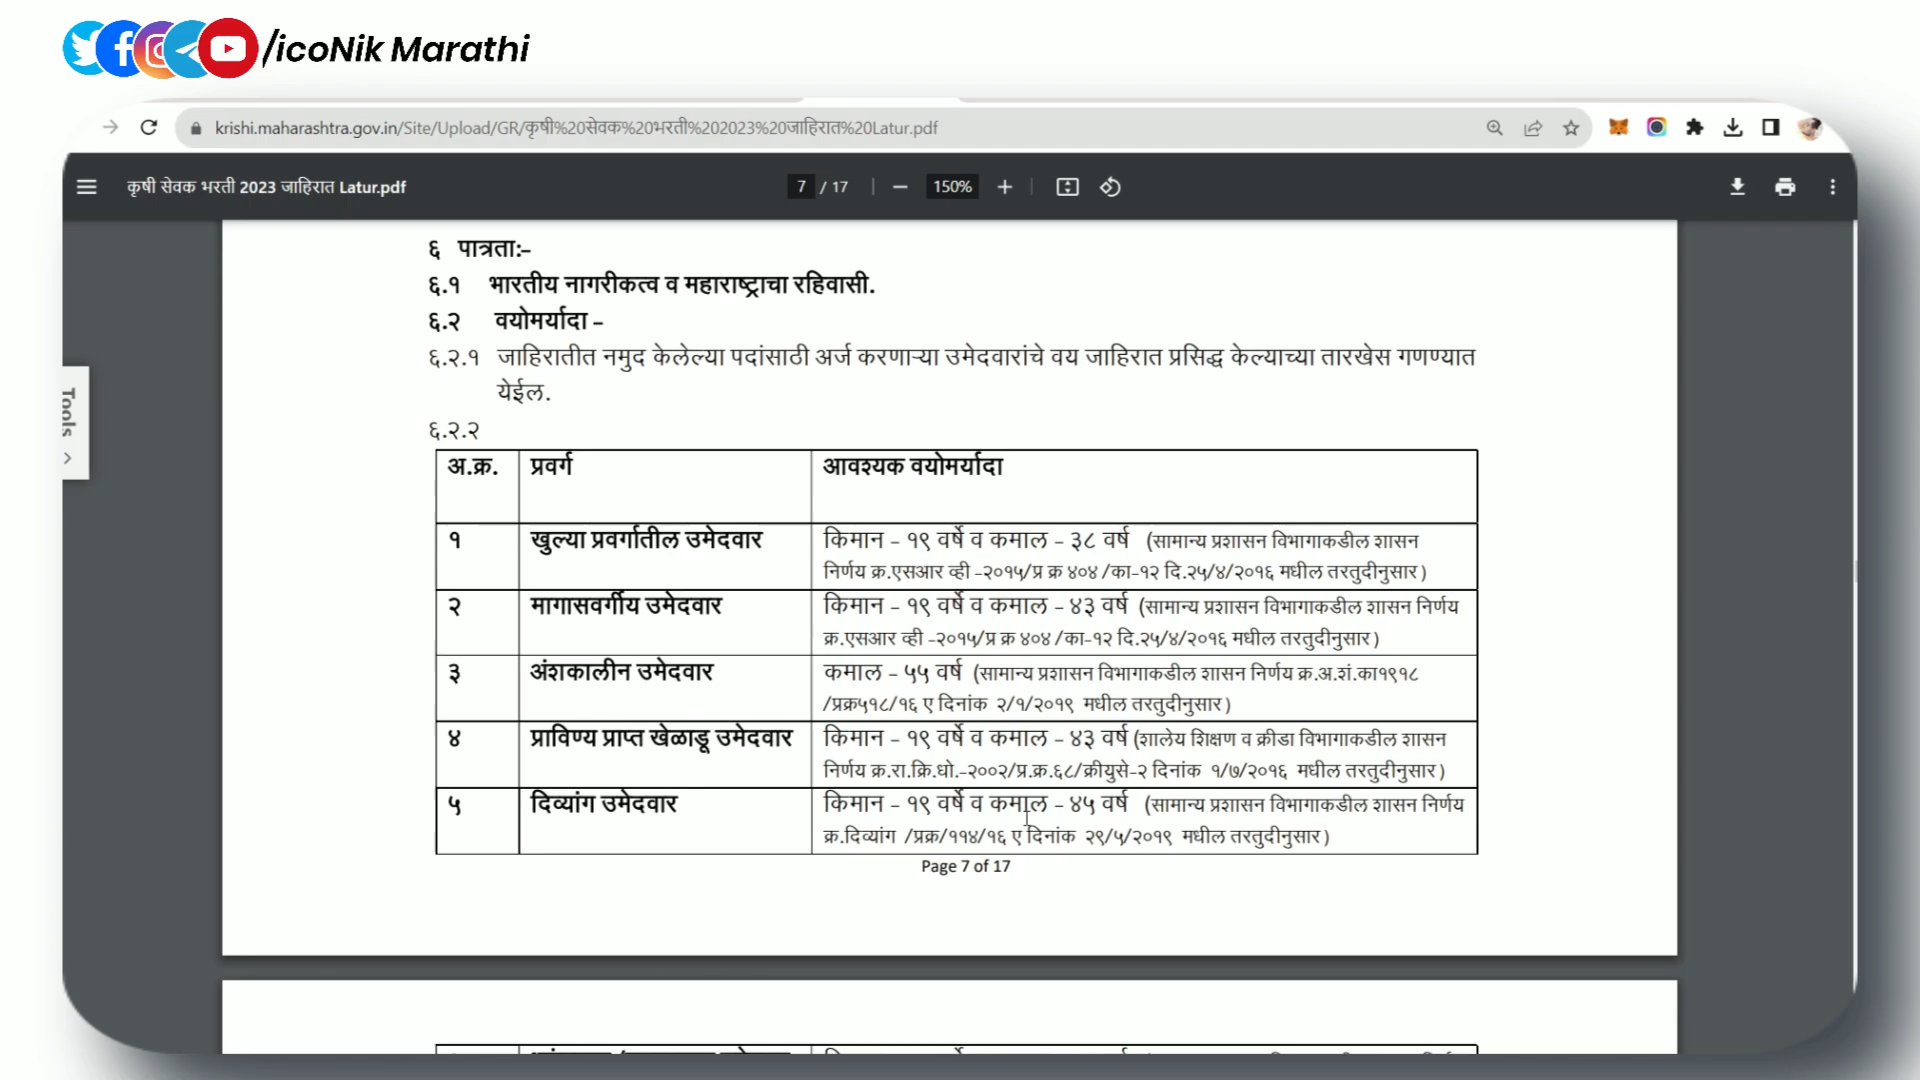 /icoNik Marathi
krishi.maharashtra.gov.in/Site/Upload/GR/कृषी%20सेवक%20भरती%202023%20जाहिरात%20Latur.pdf
कृषी सेवक भरती 2023 जाहिरात Latur.pdf
7 / 17
150%
Tools
६ पात्रता:-
६.१ भारतीय नागरीकत्व व महाराष्ट्राचा रहिवासी.
६.२ वयोमर्यादा –
६.२.१ जाहिरातीत नमुद केलेल्या पदांसाठी अर्ज करणाऱ्या उमेदवारांचे वय जाहिरात प्रसिद्ध केल्याच्या तारखेस गणण्यात
येईल.
६.२.२
अ.क्र. प्रवर्ग आवश्यक वयोमर्यादा
१ खुल्या प्रवर्गातील उमेदवार किमान – १९ वर्षे व कमाल – ३८ वर्ष (सामान्य प्रशासन विभागाकडील शासन
निर्णय क्र.एसआर व्ही -२०१५/प्र क्र ४०४ /का-१२ दि.२५/४/२०१६ मधील तरतुदीनुसार )
२ मागासवर्गीय उमेदवार किमान – १९ वर्षे व कमाल – ४३ वर्ष (सामान्य प्रशासन विभागाकडील शासन निर्णय
क्र.एसआर व्ही -२०१५/प्र क्र ४०४ /का-१२ दि.२५/४/२०१६ मधील तरतुदीनुसार )
३ अंशकालीन उमेदवार कमाल – ५५ वर्ष (सामान्य प्रशासन विभागाकडील शासन निर्णय क्र.अ.शं.का१९१८
/प्रक्र५१८/१६ ए दिनांक २/१/२०१९ मधील तरतुदीनुसार )
४ प्राविण्य प्राप्त खेळाडू उमेदवार किमान – १९ वर्षे व कमाल – ४३ वर्ष (शालेय शिक्षण व क्रीडा विभागाकडील शासन
निर्णय क्र.रा.क्रि.धो.-२००२/प्र.क्र.६८/क्रीयुसे-२ दिनांक १/७/२०१६ मधील तरतुदीनुसार )
५ दिव्यांग उमेदवार किमान – १९ वर्षे व कमाल – ४५ वर्ष (सामान्य प्रशासन विभागाकडील शासन निर्णय
क्र.दिव्यांग /प्रक्र/११४/१६ ए दिनांक २९/५/२०१९ मधील तरतुदीनुसार )
Page 7 of 17